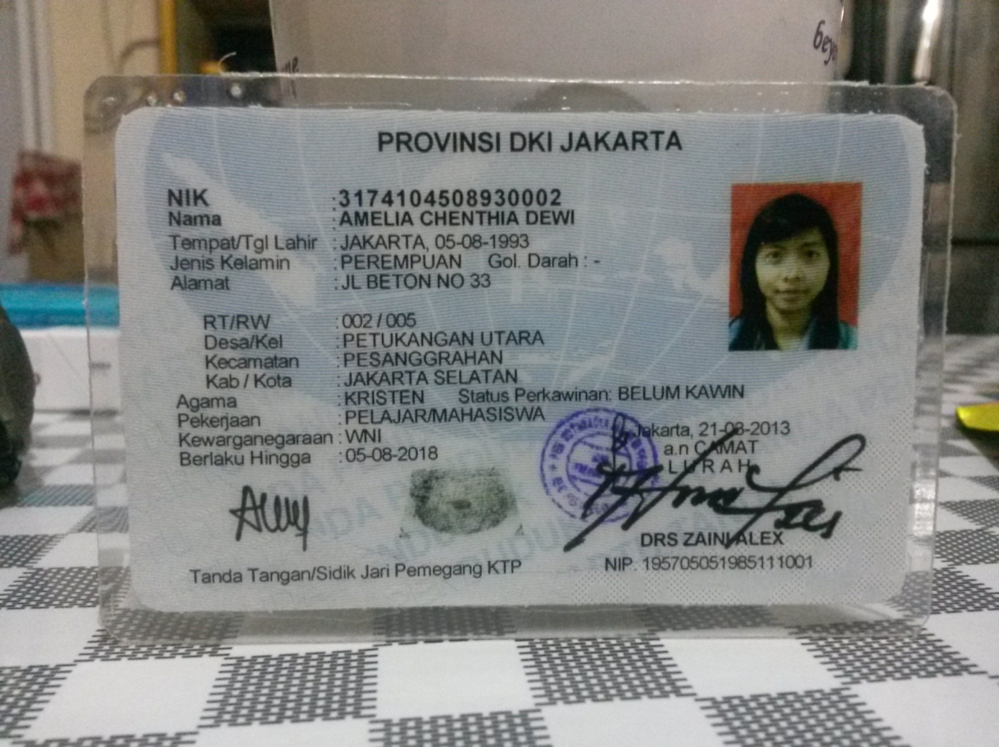 PROVINSI DKI JAKARTA
NIK : 3174104508930002
Nama : AMELIA CHENTHIA DEWI
Tempat/Tgl Lahir : JAKARTA, 05-08-1993
Jenis Kelamin : PEREMPUAN Gol. Darah : -
Alamat : JL BETON NO 33
RT/RW : 002 / 005
Desa/Kel : PETUKANGAN UTARA
Kecamatan : PESANGGRAHAN
Kab / Kota : JAKARTA SELATAN
Agama : KRISTEN Status Perkawinan: BELUM KAWIN
Pekerjaan : PELAJAR/MAHASISWA
Kewarganegaraan : WNI
Berlaku Hingga : 05-08-2018
Jakarta, 21-03-2013
a.n CAMAT
LURAH
DRS ZAINI ALEX
NIP. 195705051985111001
Tanda Tangan/Sidik Jari Pemegang KTP